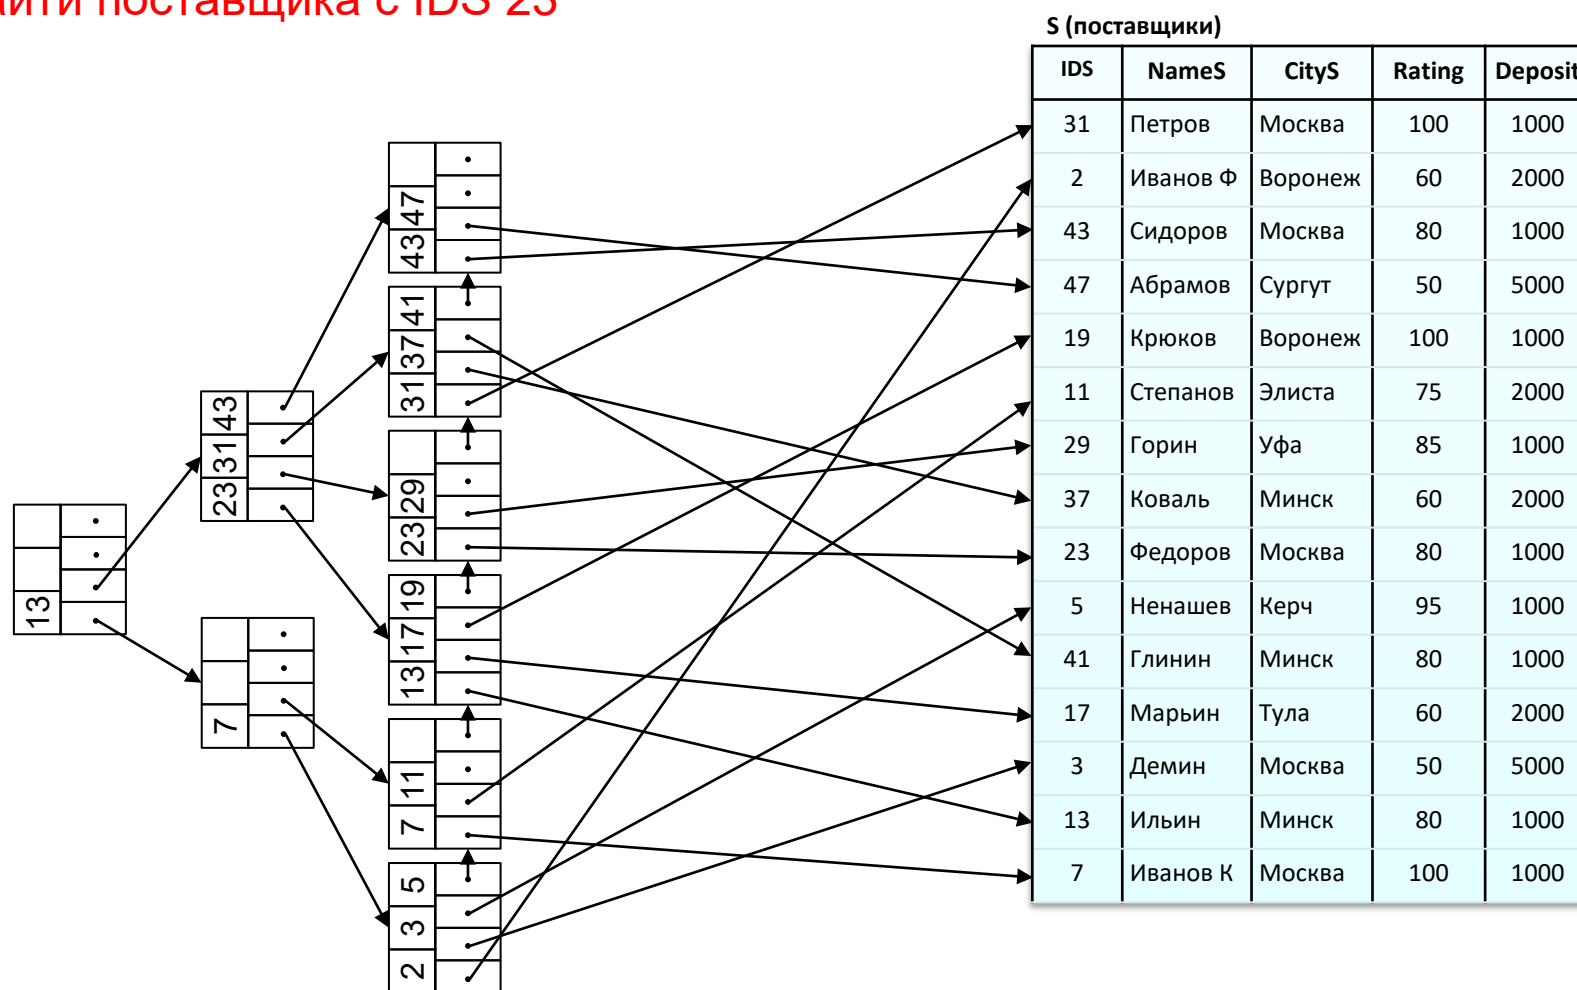 айти поставщика с IDS 23
S (поставщики)
IDS NameS CityS Rating Deposit
31 Петров Москва 100 1000
2 Иванов Ф Воронеж 60 2000
43 Сидоров Москва 80 1000
47 Абрамов Сургут 50 5000
19 Крюков Воронеж 100 1000
11 Степанов Элиста 75 2000
29 Горин Уфа 85 1000
37 Коваль Минск 60 2000
23 Федоров Москва 80 1000
5 Ненашев Керч 95 1000
41 Глинин Минск 80 1000
17 Марьин Тула 60 2000
3 Демин Москва 50 5000
13 Ильин Минск 80 1000
7 Иванов К Москва 100 1000
13
23 31 43
7
43 47
31 37 41
23 29
13 17 19
7 11
2 3 5